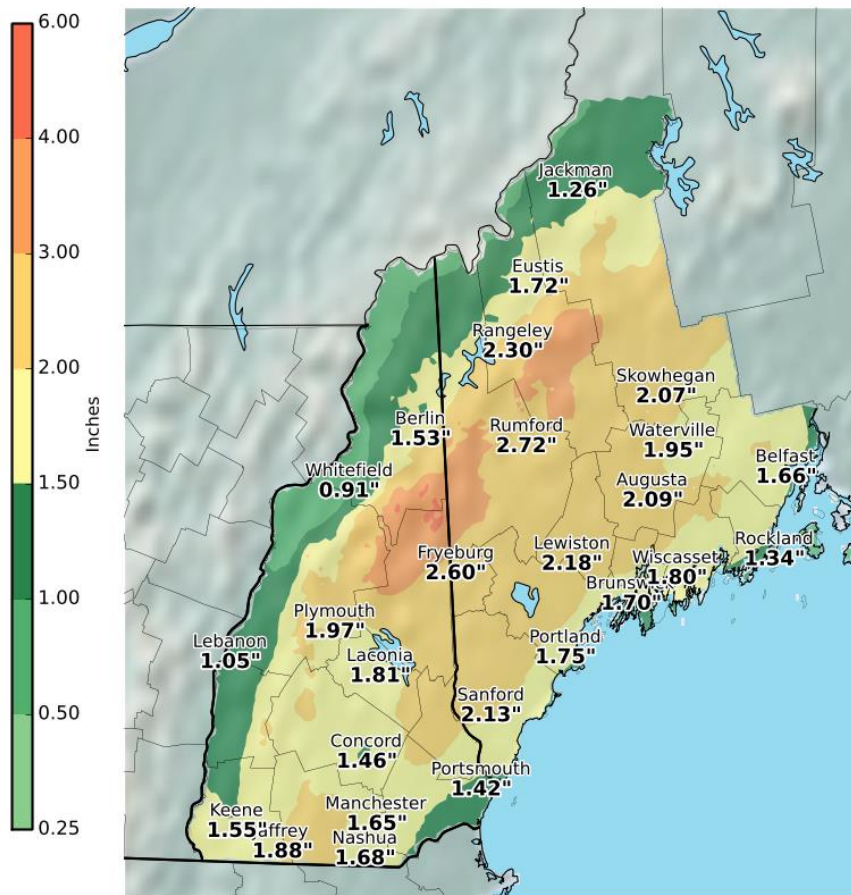 6.00
4.00
3.00
2.00
1.50
1.00
0.50
0.25
Inches
Jackman
1.26"
Eustis
1.72"
Rangeley
2.30"
Skowhegan
2.07"
Berlin
1.53"
Rumford
2.72"
Waterville
1.95"
Belfast
1.66"
Whitefield
0.91"
Augusta
2.09"
Fryeburg
2.60"
Lewiston
2.18"
Wiscasset
1.80"
Rockland
1.34"
Brunswick
1.70"
Plymouth
1.97"
Lebanon
1.05"
Laconia
1.81"
Portland
1.75"
Sanford
2.13"
Concord
1.46"
Portsmouth
1.42"
Keene
1.55"
Jaffrey
1.88"
Manchester
1.65"
Nashua
1.68"